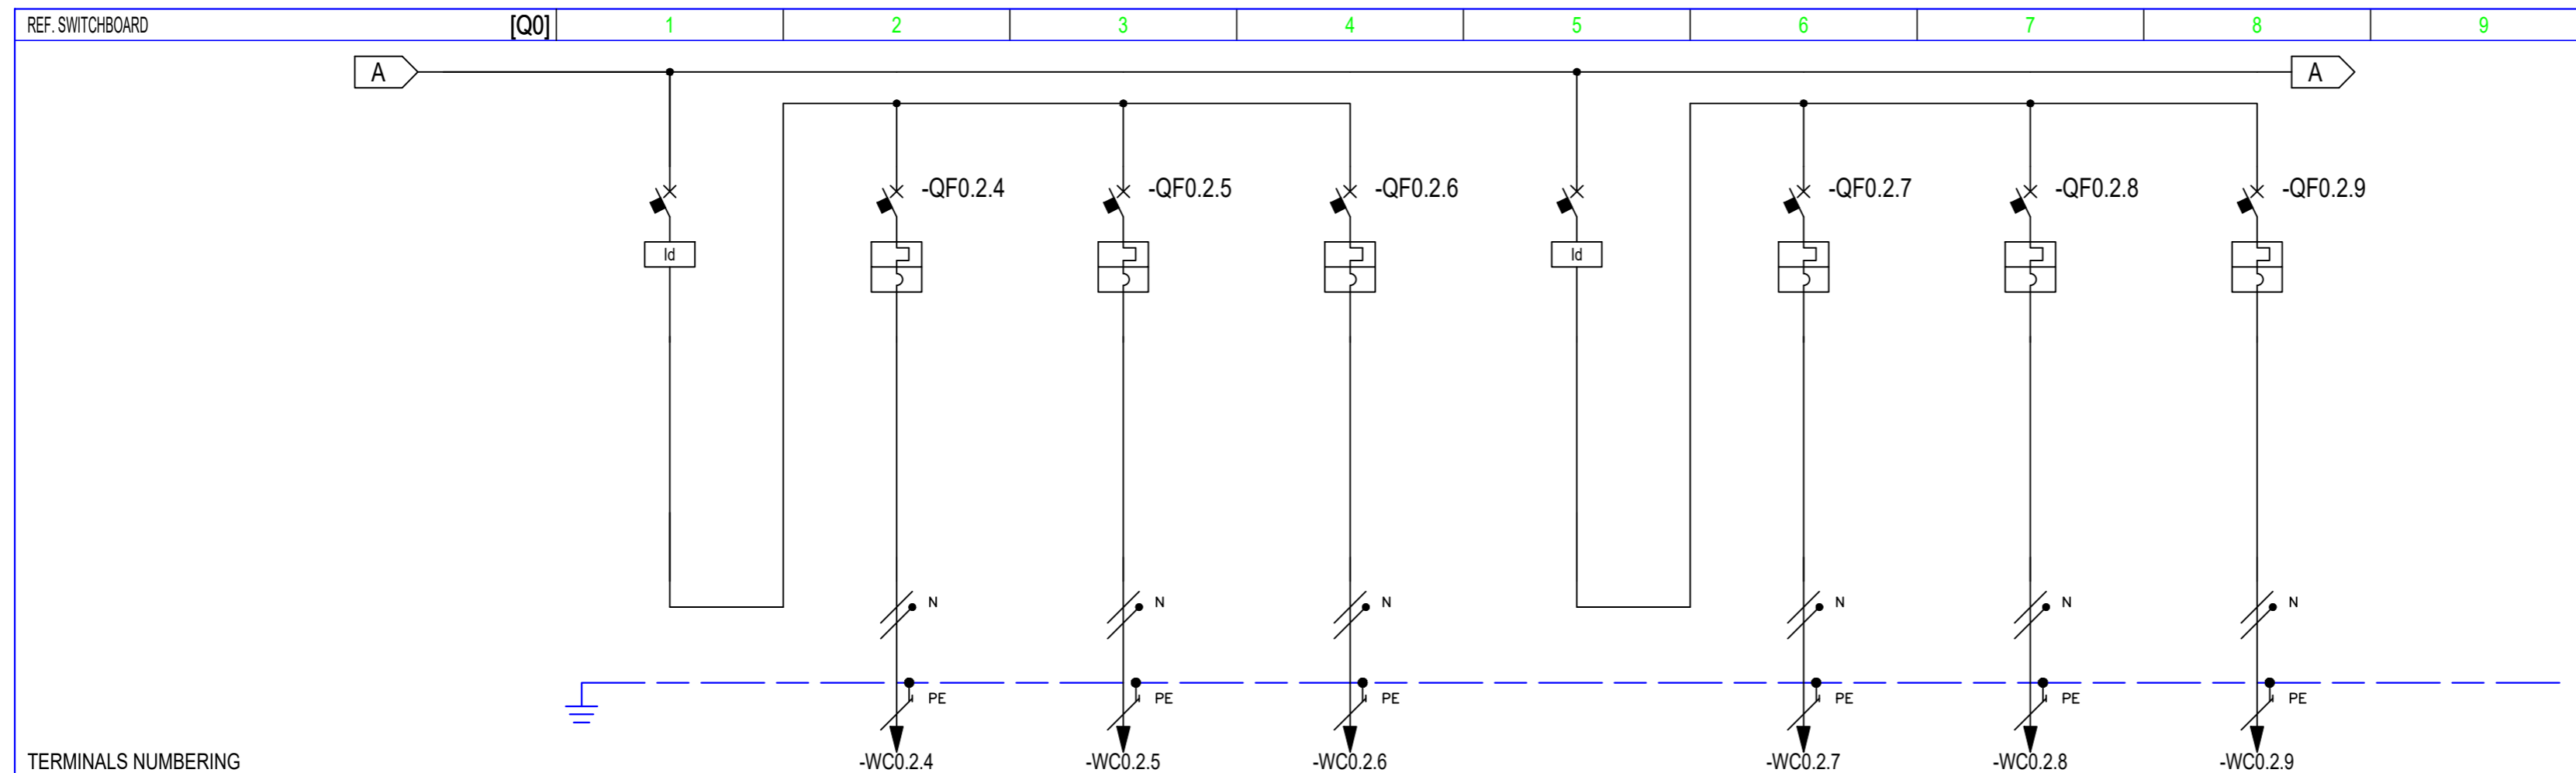 REF. SWITCHBOARD [Q0] 1 2 3 4 5 6 7 8 9
A A
-QF0.2.4 -QF0.2.5 -QF0.2.6 -QF0.2.7 -QF0.2.8 -QF0.2.9
Id Id
N N N N N N
PE PE PE PE PE PE
TERMINALS NUMBERING -WC0.2.4 -WC0.2.5 -WC0.2.6 -WC0.2.7 -WC0.2.8 -WC0.2.9